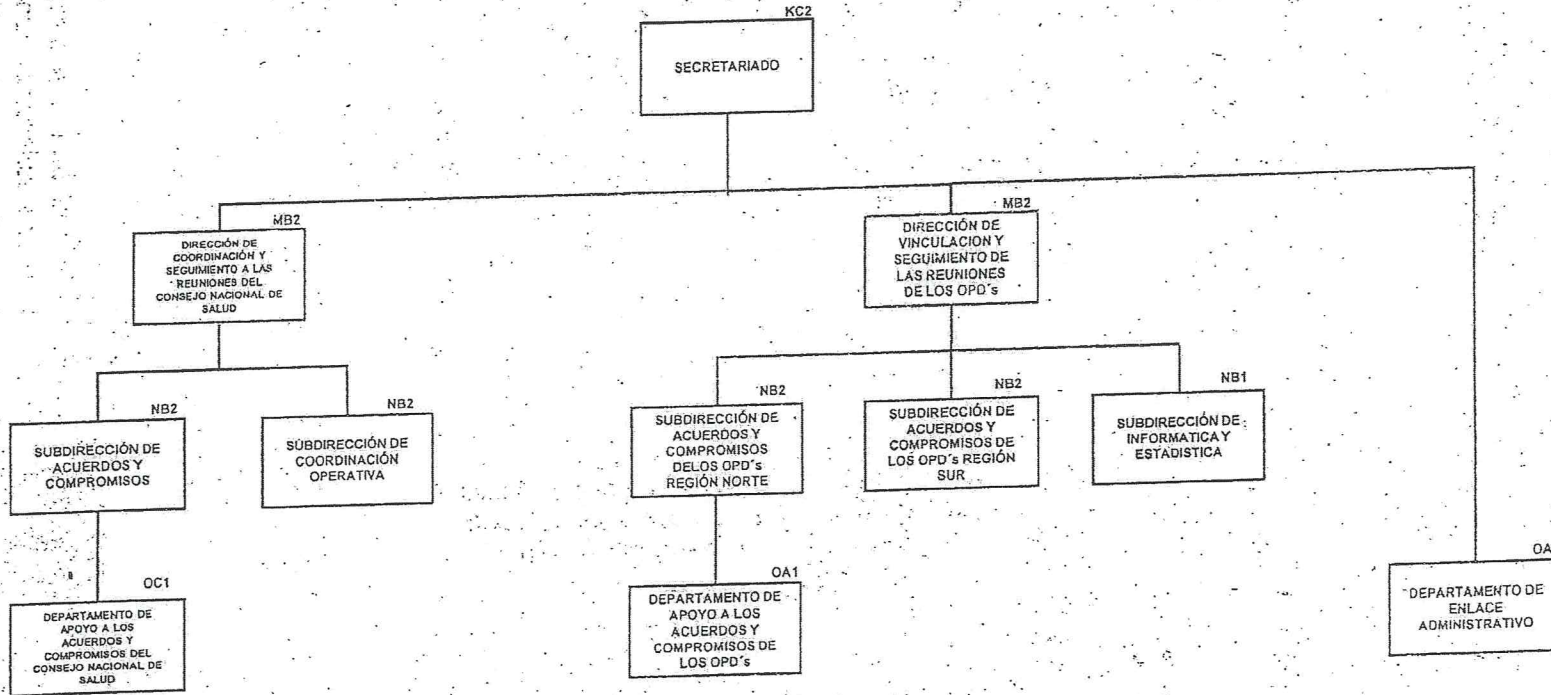 KC2
SECRETARIADO
MB2
DIRECCIÓN DE
COORDINACIÓN Y
SEGUIMIENTO A LAS
REUNIONES DEL
CONSEJO NACIONAL DE
SALUD
MB2
DIRECCIÓN DE
VINCULACION Y
SEGUIMIENTO DE
LAS REUNIONES
DE LOS OPD´s
NB2
SUBDIRECCIÓN DE
ACUERDOS Y
COMPROMISOS
NB2
SUBDIRECCIÓN DE
COORDINACIÓN
OPERATIVA
NB2
SUBDIRECCIÓN DE
ACUERDOS Y
COMPROMISOS
DELOS OPD´s
REGIÓN NORTE
NB2
SUBDIRECCIÓN DE
ACUERDOS Y
COMPROMISOS DE
LOS OPD´s REGIÓN
SUR
NB1
SUBDIRECCIÓN DE
INFORMATICA Y
ESTADISTICA
OC1
DEPARTAMENTO DE
APOYO A LOS
ACUERDOS Y
COMPROMISOS DEL
CONSEJO NACIONAL DE
SALUD
OA1
DEPARTAMENTO DE
APOYO A LOS
ACUERDOS Y
COMPROMISOS DE
LOS OPD´s
OA
DEPARTAMENTO DE
ENLACE
ADMINISTRATIVO